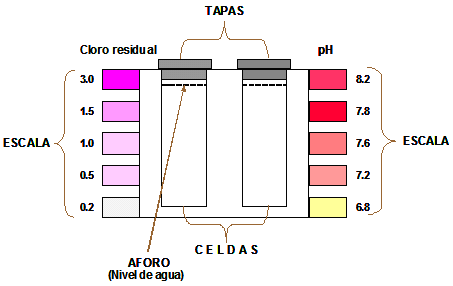 TAPAS
Cloro residual
pH
3.0
8.2
1.5
7.8
ESCALA
1.0
7.6
ESCALA
0.5
7.2
0.2
6.8
CELDAS
AFORO
(Nivel de agua)